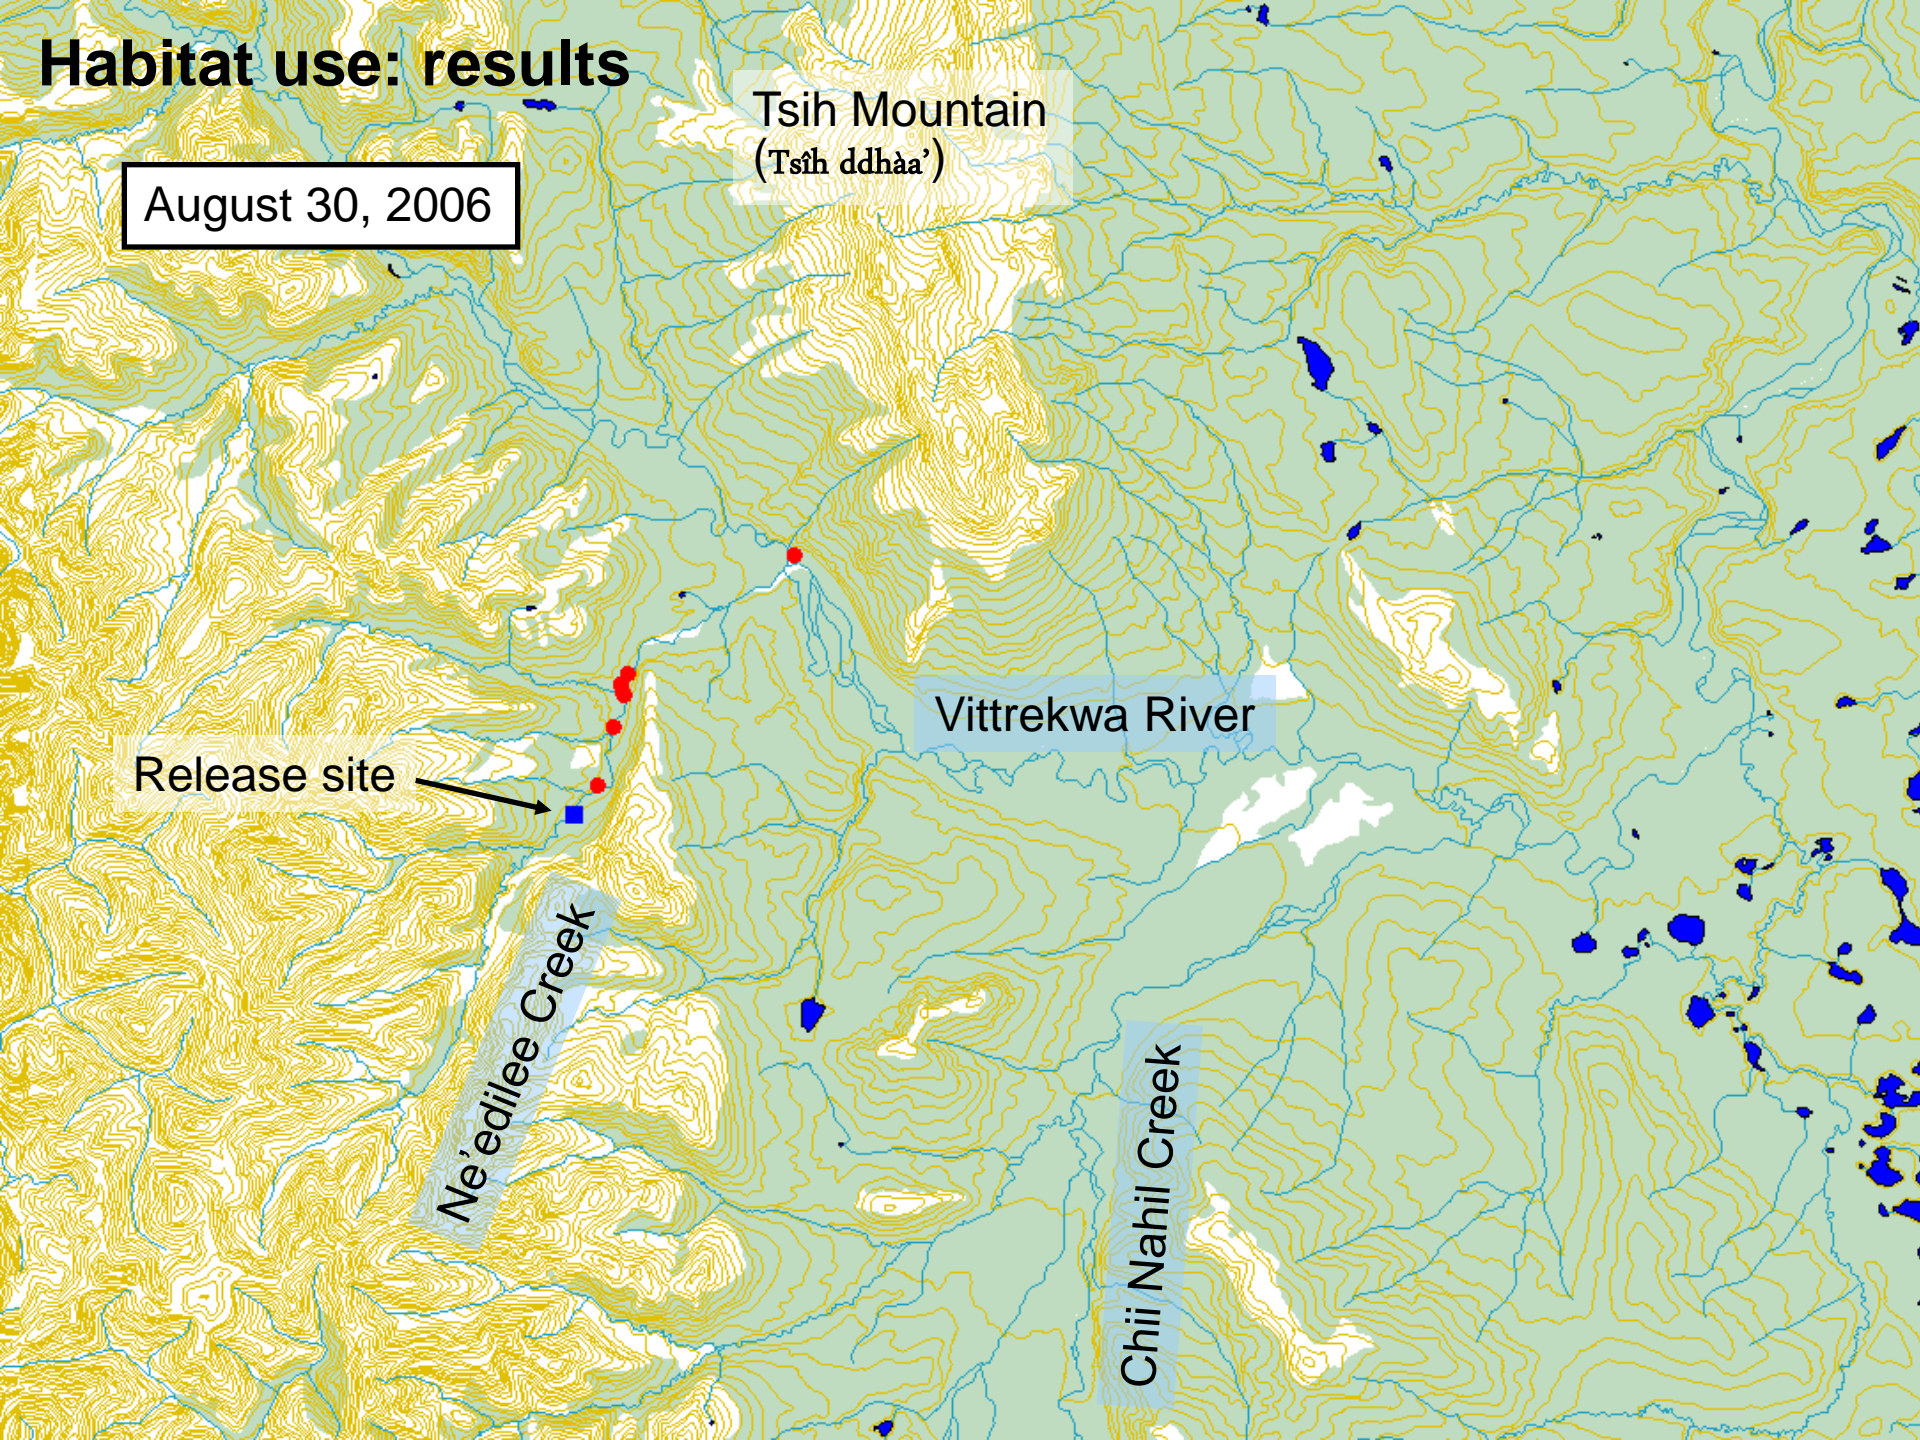 Habitat use: results
Tsih Mountain
(Tsîh ddhàa’)
August 30, 2006
Vittrekwa River
Release site
Ne’edilee Creek
Chii Nahil Creek